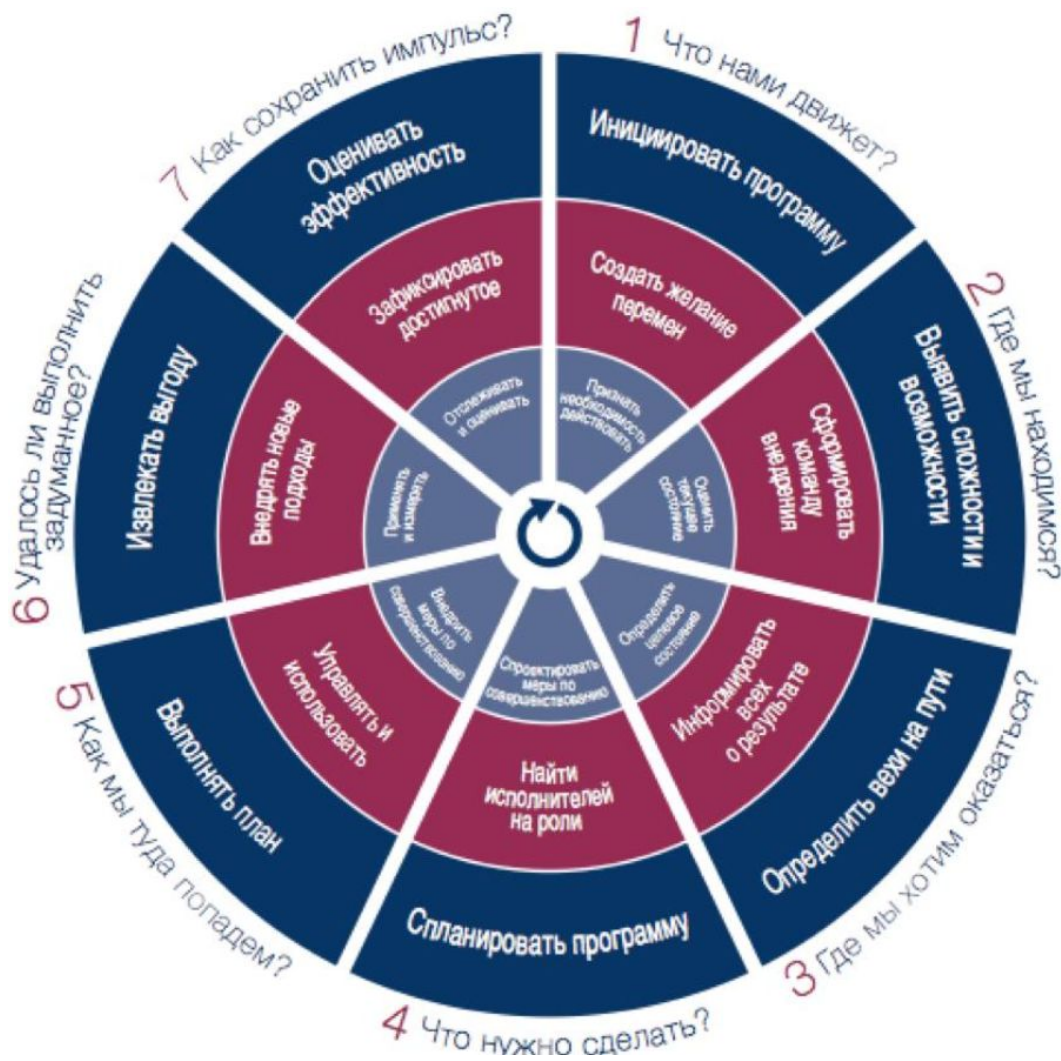 1 Что нами движет?
Инициировать программу
Создать желание
перемен
Признать
необходимость
действовать
2 Где мы находимся?
Выявить сложности и
возможности
Сформировать
команду
внедрения
Оценить
текущее
состояние
3 Где мы хотим оказаться?
Определить вехи на пути
Информировать
всех
о результате
Определить
целевое
состояние
4 Что нужно сделать?
Спланировать программу
Найти
исполнителей
на роли
Спроектировать
меры по
совершенствованию
5 Как мы туда попадем?
Выполнять план
Управлять и
использовать
Внедрить
меры по
совершенствованию
6 Удалось ли выполнить
задуманное?
Извлекать выгоду
Внедрять новые
подходы
Применять
и измерять
7 Как сохранить импульс?
Оценивать
эффективность
Зафиксировать
достигнутое
Отслеживать
и оценивать